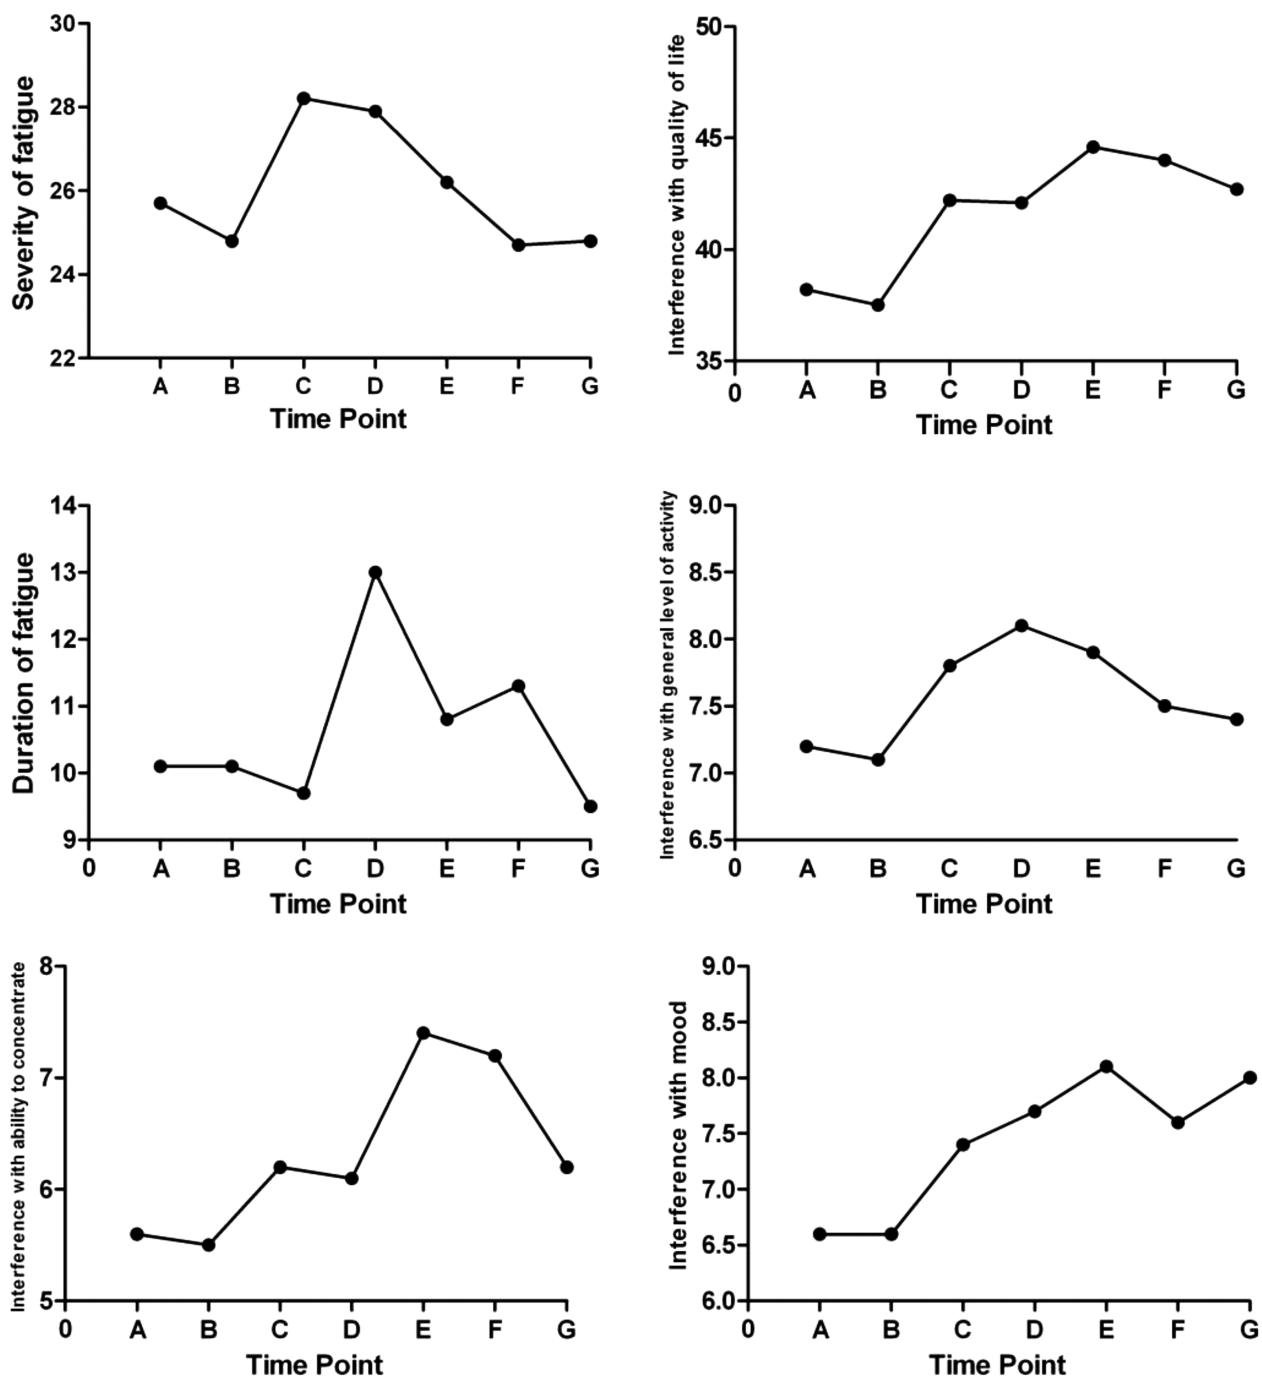 Severity of fatigue
30
28
26
24
22
A B C D E F G
Time Point
Interference with quality of life
50
45
40
35
0 A B C D E F G
Time Point
Duration of fatigue
14
13
12
11
10
9
0 A B C D E F G
Time Point
Interference with general level of activity
9.0
8.5
8.0
7.5
7.0
6.5
0 A B C D E F G
Time Point
Interference with ability to concentrate
8
7
6
5
0 A B C D E F G
Time Point
Interference with mood
9.0
8.5
8.0
7.5
7.0
6.5
6.0
0 A B C D E F G
Time Point